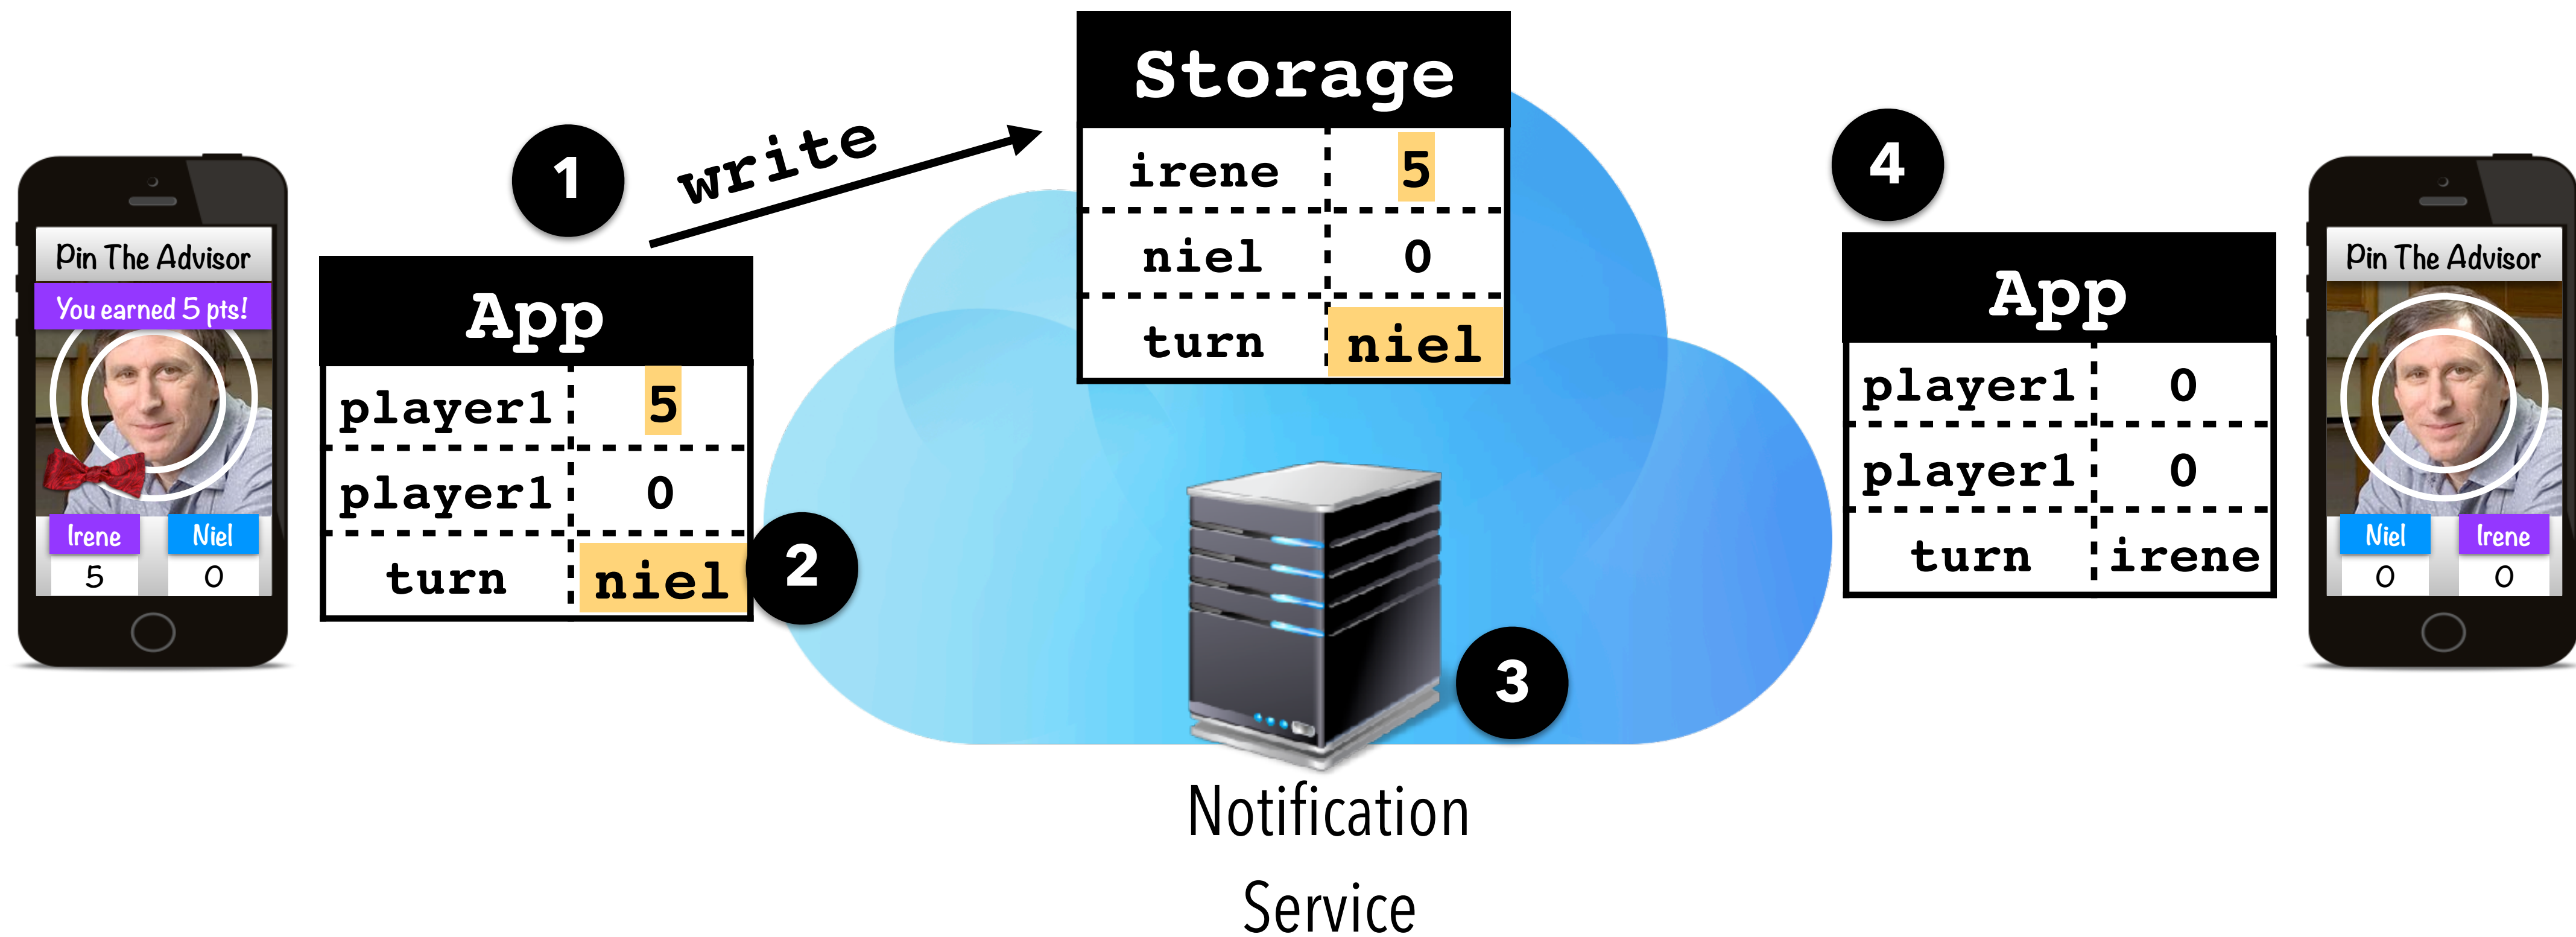 Pin The Advisor
You earned 5 pts!
Irene Niel
5 0
1
write
App
player1 5
player1 0
turn niel
2
Storage
irene 5
niel 0
turn niel
3
Notification
Service
4
App
player1 0
player1 0
turn irene
Pin The Advisor
Niel Irene
0 0